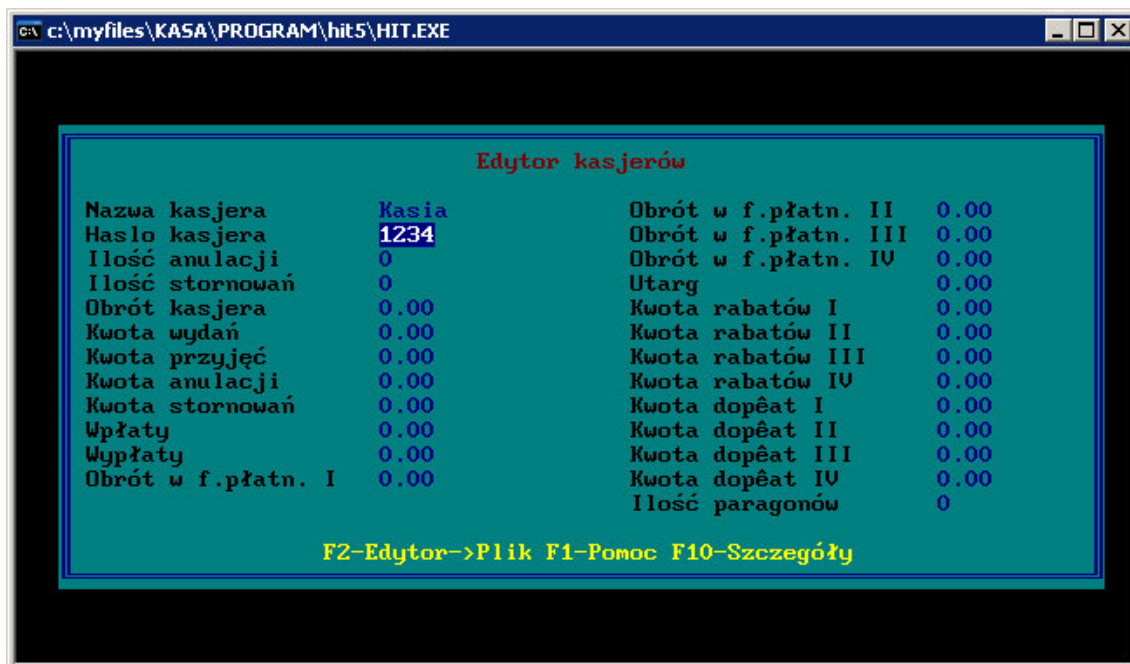 c:\myfiles\KASA\PROGRAM\hit5\HIT.EXE
Edytor kasjerów
Nazwa kasjera Kasia
Haslo kasjera 1234
Ilość anulacji 0
Ilość stornowań 0
Obrót kasjera 0.00
Kwota wydań 0.00
Kwota przyjęć 0.00
Kwota anulacji 0.00
Kwota stornowań 0.00
Wpłaty 0.00
Wypłaty 0.00
Obrót w f.płatn. I 0.00
Obrót w f.płatn. II 0.00
Obrót w f.płatn. III 0.00
Obrót w f.płatn. IV 0.00
Utarg 0.00
Kwota rabatów I 0.00
Kwota rabatów II 0.00
Kwota rabatów III 0.00
Kwota rabatów IV 0.00
Kwota dopêat I 0.00
Kwota dopêat II 0.00
Kwota dopêat III 0.00
Kwota dopêat IV 0.00
Ilość paragonów 0
F2-Edytor->Plik F1-Pomoc F10-Szczegóły